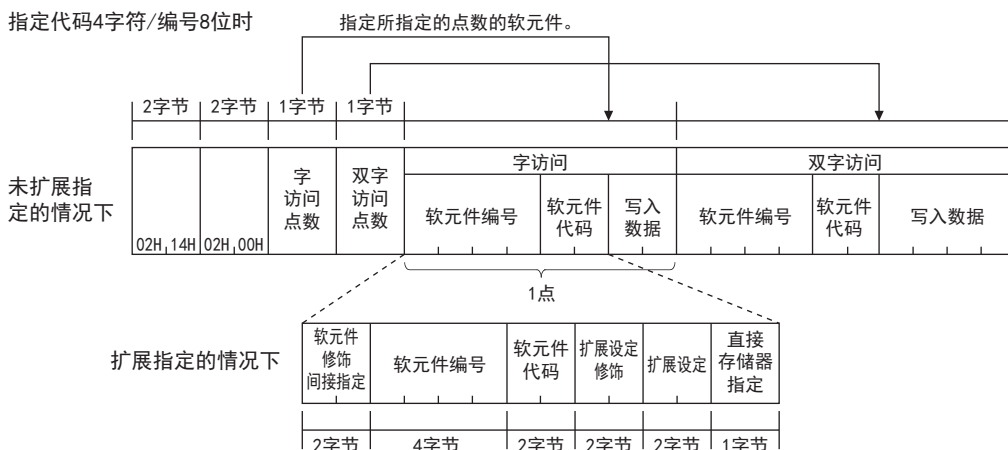 指定代码4字符/编号8位时
指定所指定的点数的软元件。
2字节 2字节 1字节 1字节
未扩展指
定的情况下
02H,14H 02H,00H
字
访问
点数
双字
访问
点数
字访问
软元件编号
软元件
代码
写入
数据
双字访问
软元件编号
软元件
代码
写入数据
1点
扩展指定的情况下
软元件
修饰
间接指定
软元件编号
软元件
代码
扩展设定
修饰
扩展设定
直接
存储器
指定
2字节 4字节 2字节 2字节 2字节 1字节